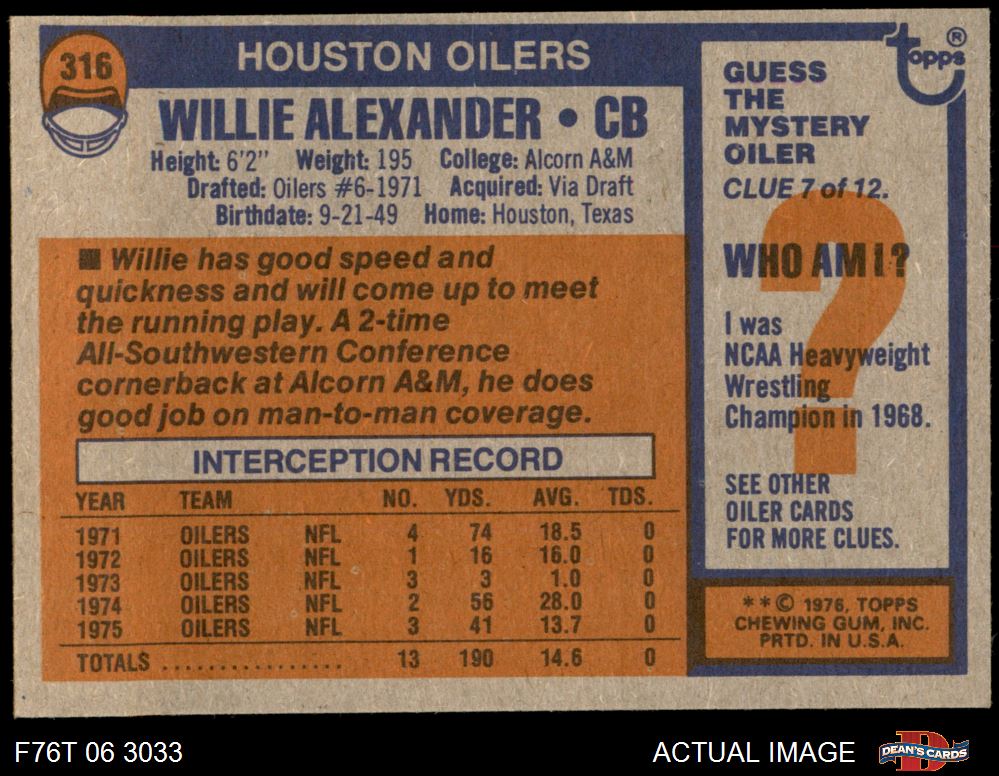 316
HOUSTON OILERS
WILLIE ALEXANDER • CB
Height: 6'2" Weight: 195 College: Alcorn A&M
Drafted: Oilers #6-1971 Acquired: Via Draft
Birthdate: 9-21-49 Home: Houston, Texas
■ Willie has good speed and
quickness and will come up to meet
the running play. A 2-time
All-Southwestern Conference
cornerback at Alcorn A&M, he does
good job on man-to-man coverage.
INTERCEPTION RECORD
YEAR TEAM NO. YDS. AVG. TDS.
1971 OILERS NFL 4 74 18.5 0
1972 OILERS NFL 1 16 16.0 0
1973 OILERS NFL 3 3 1.0 0
1974 OILERS NFL 2 56 28.0 0
1975 OILERS NFL 3 41 13.7 0
TOTALS ................. 13 190 14.6 0
topps ®
GUESS
THE
MYSTERY
OILER
CLUE 7 of 12.
?
WHO AM I?
I was
NCAA Heavyweight
Wrestling
Champion in 1968.
SEE OTHER
OILER CARDS
FOR MORE CLUES.
* * © 1976, TOPPS
CHEWING GUM, INC.
PRTD. IN U.S.A.
F76T 06 3033
ACTUAL IMAGE
D
DEAN'S CARDS